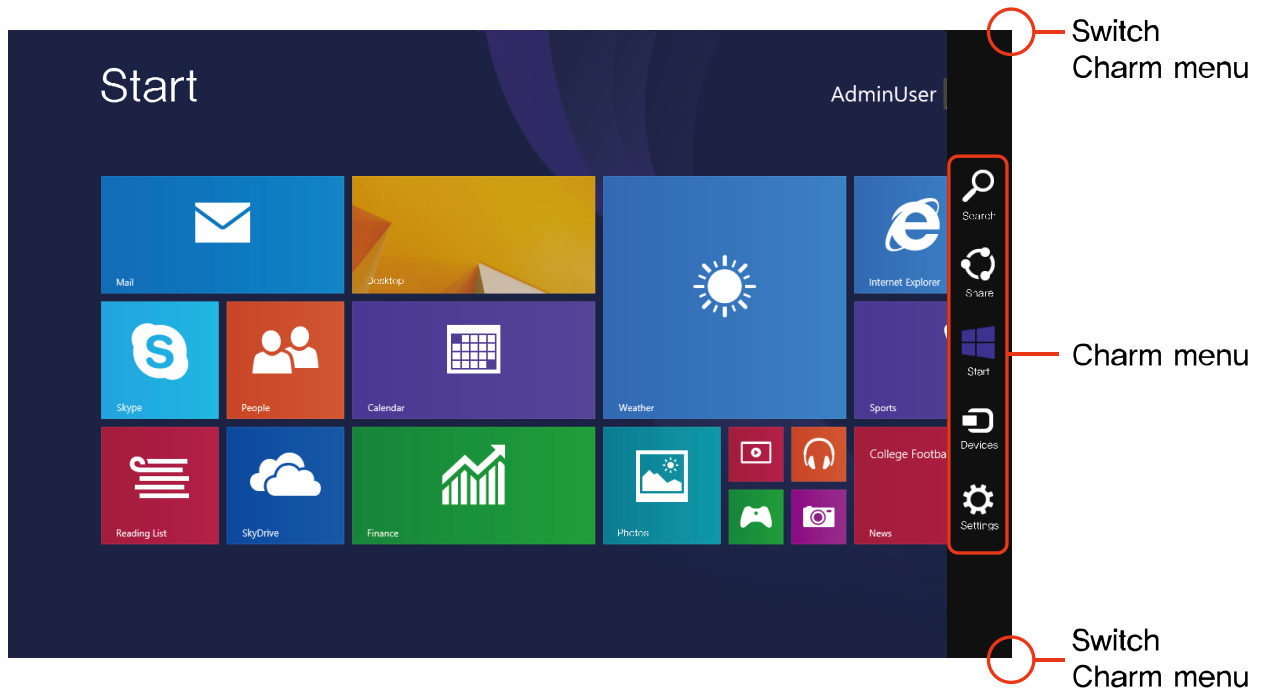 Switch
Charm menu
Start
AdminUser
Search
Share
Start
Devices
Settings
Charm menu
Mail
Desktop
Internet Explorer
Skype
People
Calendar
Weather
Sports
Reading List
SkyDrive
Finance
Photos
College Footba
News
Switch
Charm menu